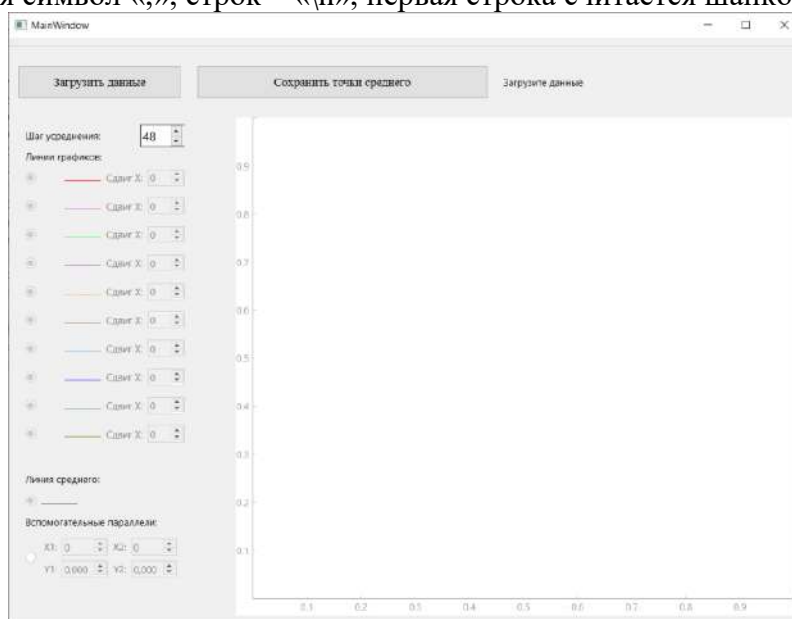 я символ «;», строк – «\n», первая строка считается шапко
MainWindow
Загрузить данные Сохранить точки среднего Загрузите данные
Шаг усреднения: 48
Линии графиков:
Сдвиг X: 0
Сдвиг X: 0
Сдвиг X: 0
Сдвиг X: 0
Сдвиг X: 0
Сдвиг X: 0
Сдвиг X: 0
Сдвиг X: 0
Сдвиг X: 0
Сдвиг X: 0
Линия среднего:
Вспомогательные параллели:
X1: 0 X2: 0
Y1: 0,000 Y2: 0,000
0.9
0.8
0.7
0.6
0.5
0.4
0.3
0.2
0.1
0.1 0.2 0.3 0.4 0.5 0.6 0.7 0.8 0.9